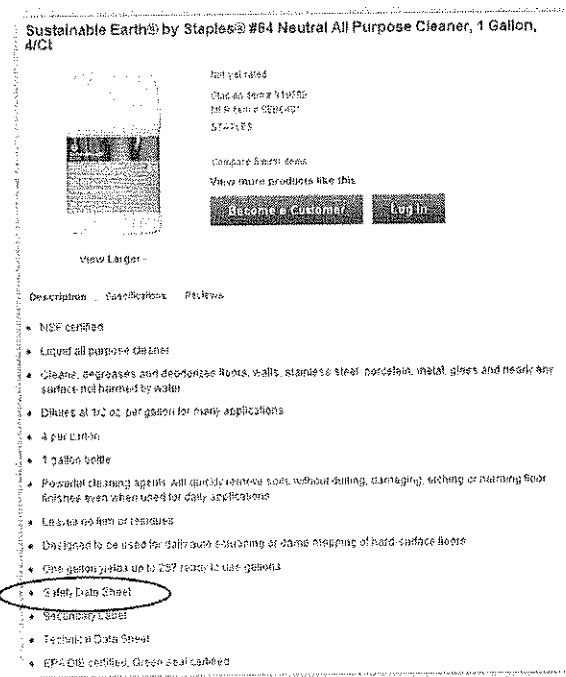 Sustainable Earth® by Staples® #64 Neutral All Purpose Cleaner, 1 Gallon,
4/Ct
Not yet rated
STAPLES
Compare Similar Items
View more products like this
Become a Customer
Log In
View Larger
Description
Specifications
Reviews
NSF certified
Liquid all purpose cleaner
Cleans, degreases and deodorizes floors, walls, stainless steel, porcelain, metal, glass and nearly any
surface not harmed by water
Dilutes at 1/2 oz. per gallon for many applications
4 per carton
1 gallon bottle
Powerful cleaning agents will quickly remove soils without dulling, damaging, etching or harming floor
finishes even when used for daily applications
Leaves no film or residues
Designed to be used for daily auto scrubbing or damp mopping of hard-surface floors
One gallon yields up to 257 ready to use gallons
Safety Data Sheet
Secondary Label
Technical Data Sheet
certified, Green seal certified